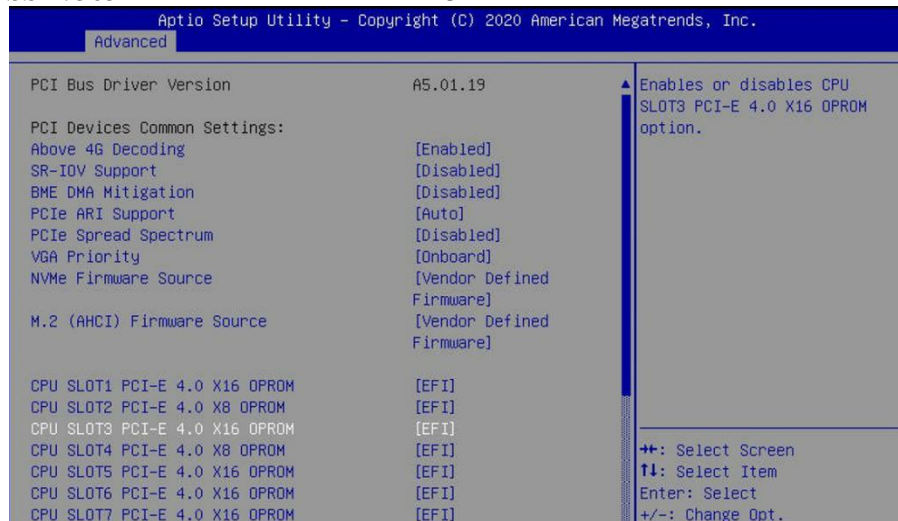 Aptio Setup Utility – Copyright (C) 2020 American Megatrends, Inc.
Advanced
PCI Bus Driver Version A5.01.19
PCI Devices Common Settings:
Above 4G Decoding [Enabled]
SR-IOV Support [Disabled]
BME DMA Mitigation [Disabled]
PCIe ARI Support [Auto]
PCIe Spread Spectrum [Disabled]
VGA Priority [Onboard]
NVMe Firmware Source [Vendor Defined
Firmware]
M.2 (AHCI) Firmware Source [Vendor Defined
Firmware]
CPU SLOT1 PCI-E 4.0 X16 OPROM [EFI]
CPU SLOT2 PCI-E 4.0 X8 OPROM [EFI]
CPU SLOT3 PCI-E 4.0 X16 OPROM [EFI]
CPU SLOT4 PCI-E 4.0 X8 OPROM [EFI]
CPU SLOT5 PCI-E 4.0 X16 OPROM [EFI]
CPU SLOT6 PCI-E 4.0 X16 OPROM [EFI]
CPU SLOT7 PCI-E 4.0 X16 OPROM [EFI]
Enables or disables CPU
SLOT3 PCI-E 4.0 X16 OPROM
option.
→←: Select Screen
↑↓: Select Item
Enter: Select
+/-: Change Opt.